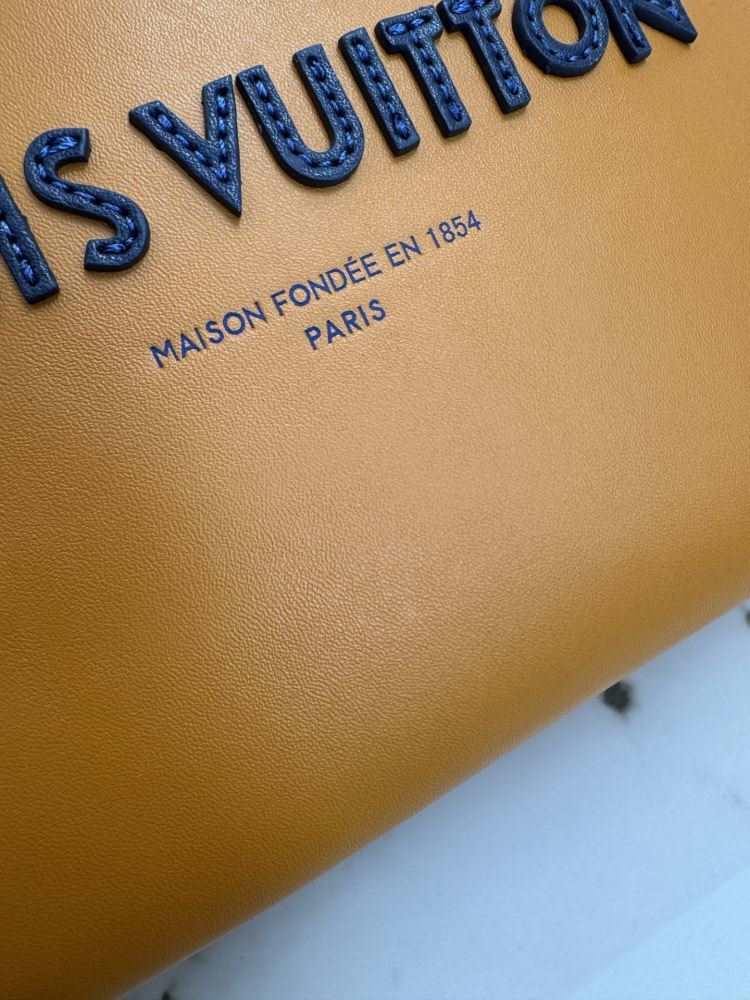 IS VUITTON
MAISON FONDÉE EN 1854
PARIS